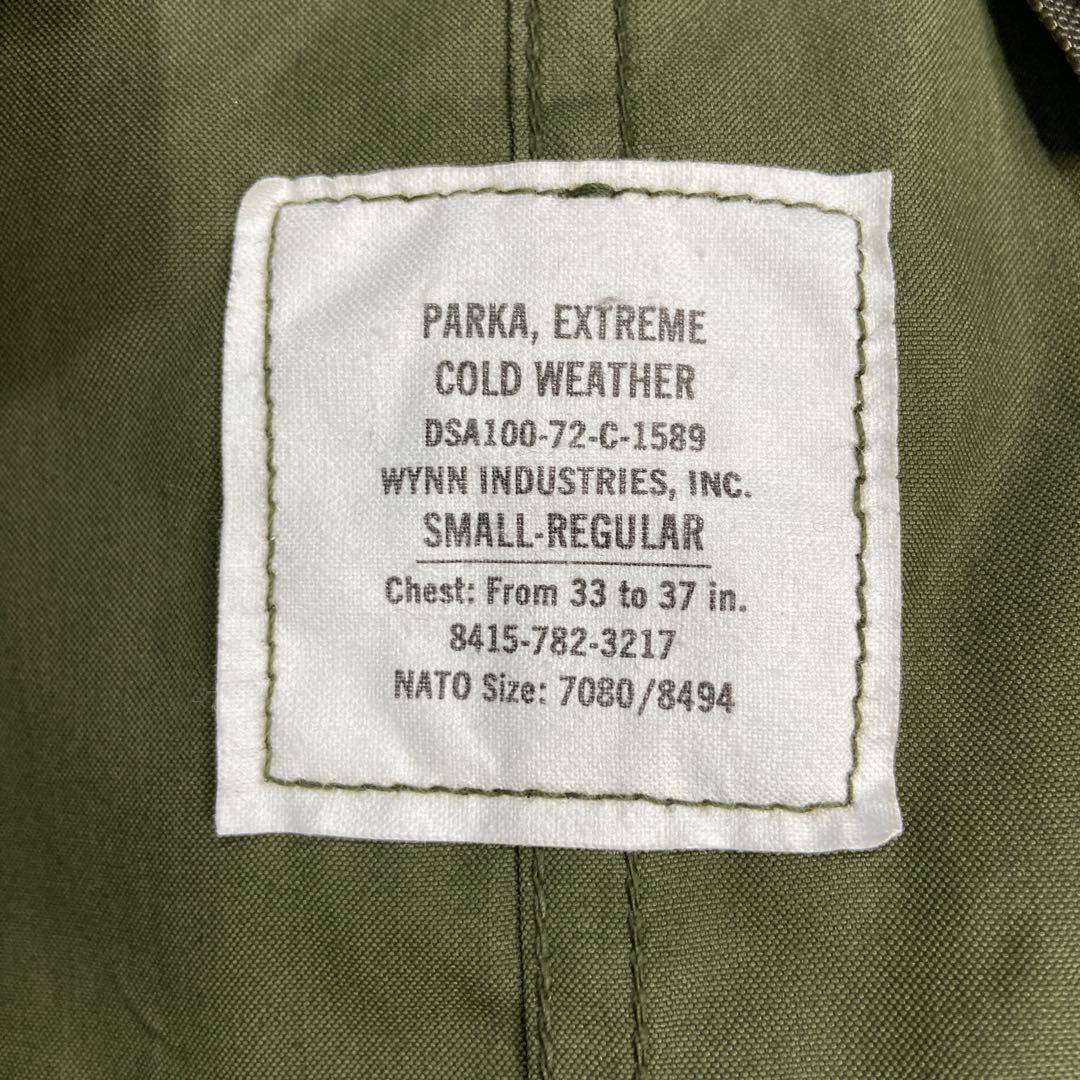 PARKA, EXTREME
COLD WEATHER
DSA100-72-C-1589
WYNN INDUSTRIES, INC.
SMALL-REGULAR
Chest: From 33 to 37 in.
8415-782-3217
NATO Size: 7080/8494